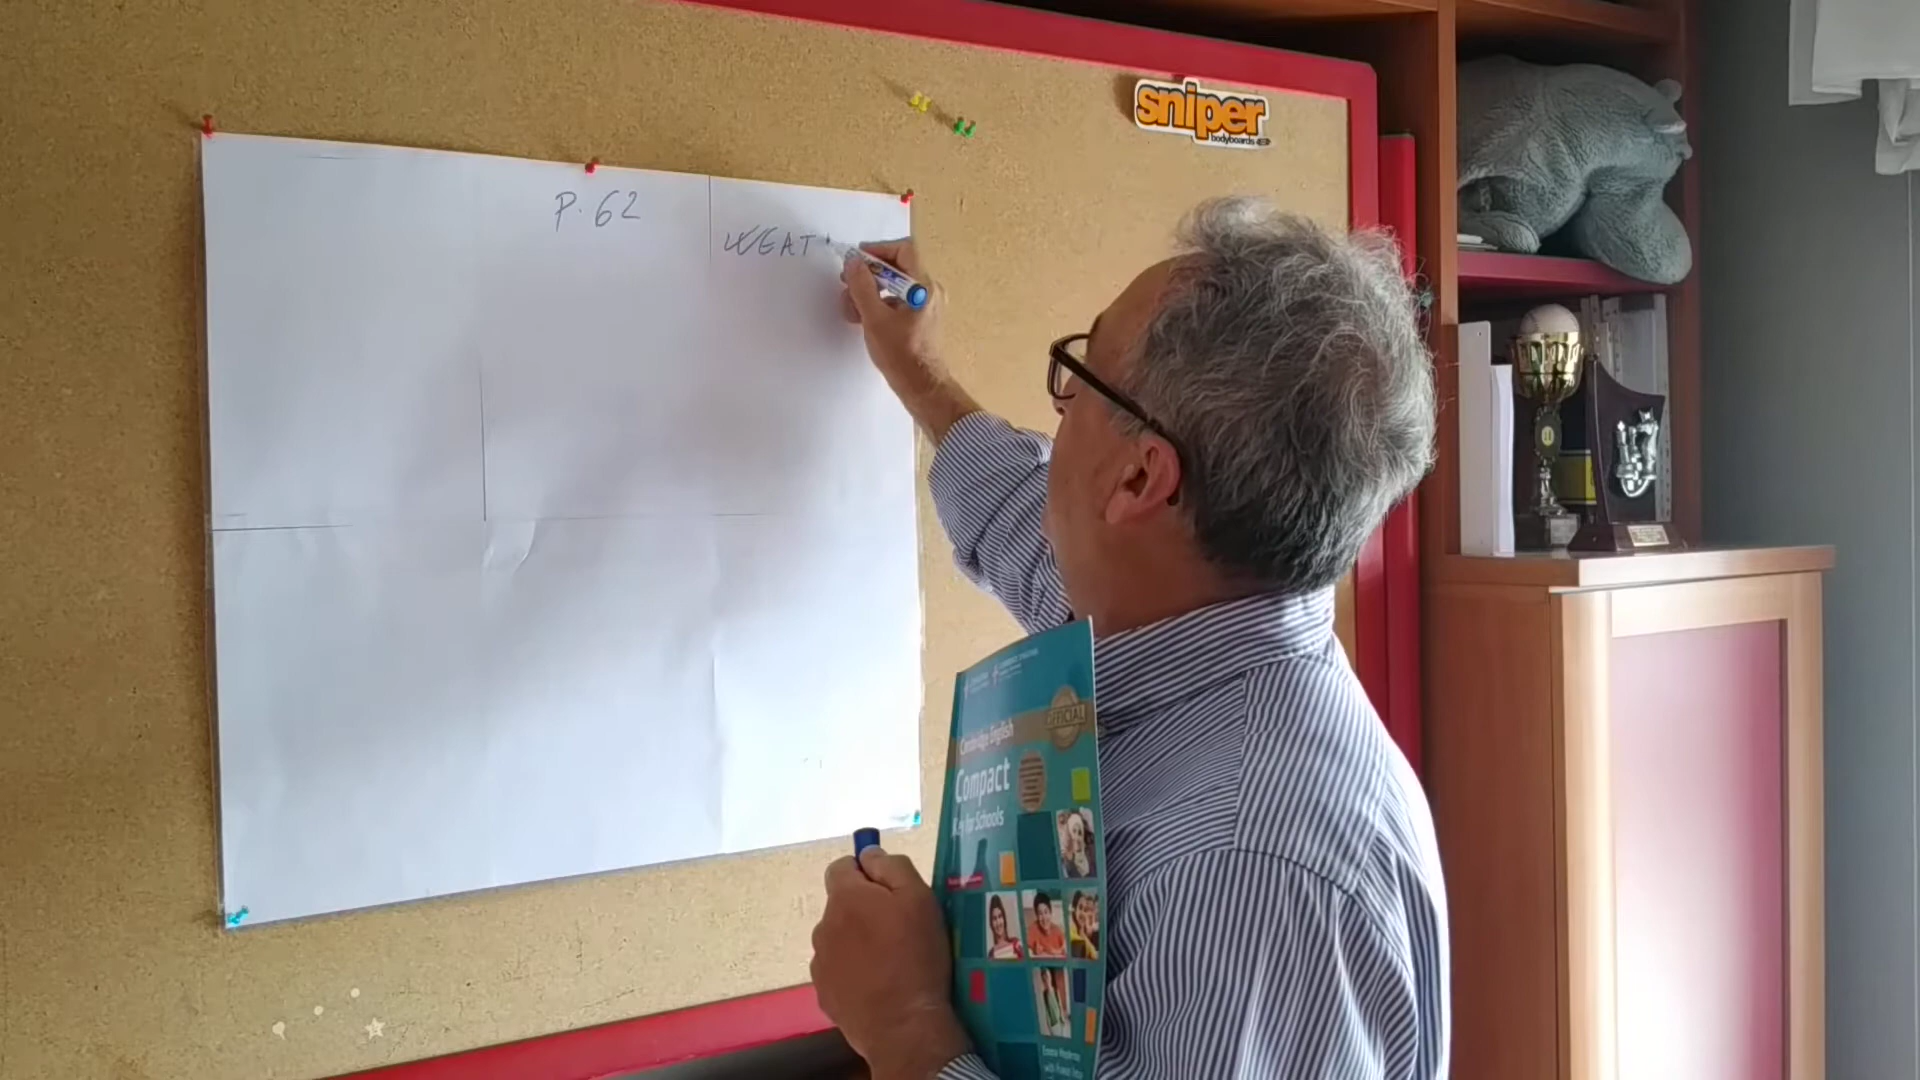 sniper
bodyboards
P. 62
WEAT
OFFICIAL
Cambridge English
Compact
Key for Schools